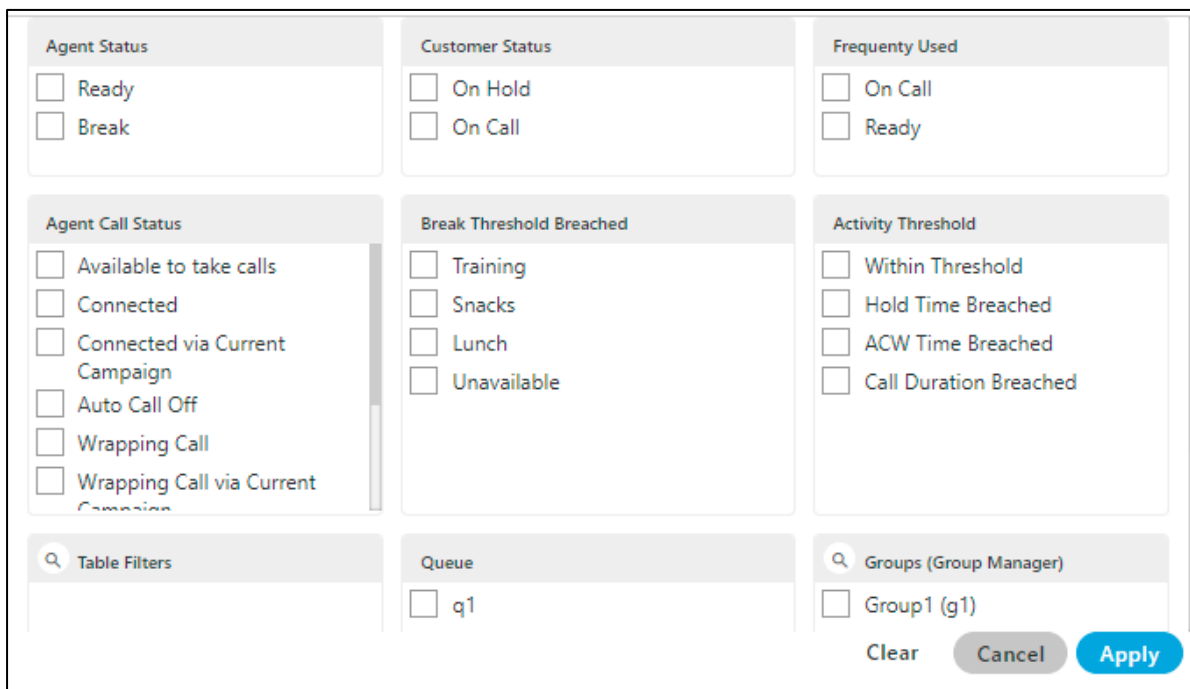 Agent Status
Ready
Break
Customer Status
On Hold
On Call
Frequenty Used
On Call
Ready
Agent Call Status
Available to take calls
Connected
Connected via Current
Campaign
Auto Call Off
Wrapping Call
Wrapping Call via Current
Campaign
Break Threshold Breached
Training
Snacks
Lunch
Unavailable
Activity Threshold
Within Threshold
Hold Time Breached
ACW Time Breached
Call Duration Breached
Table Filters
Queue
q1
Groups (Group Manager)
Group1 (g1)
Clear
Cancel
Apply